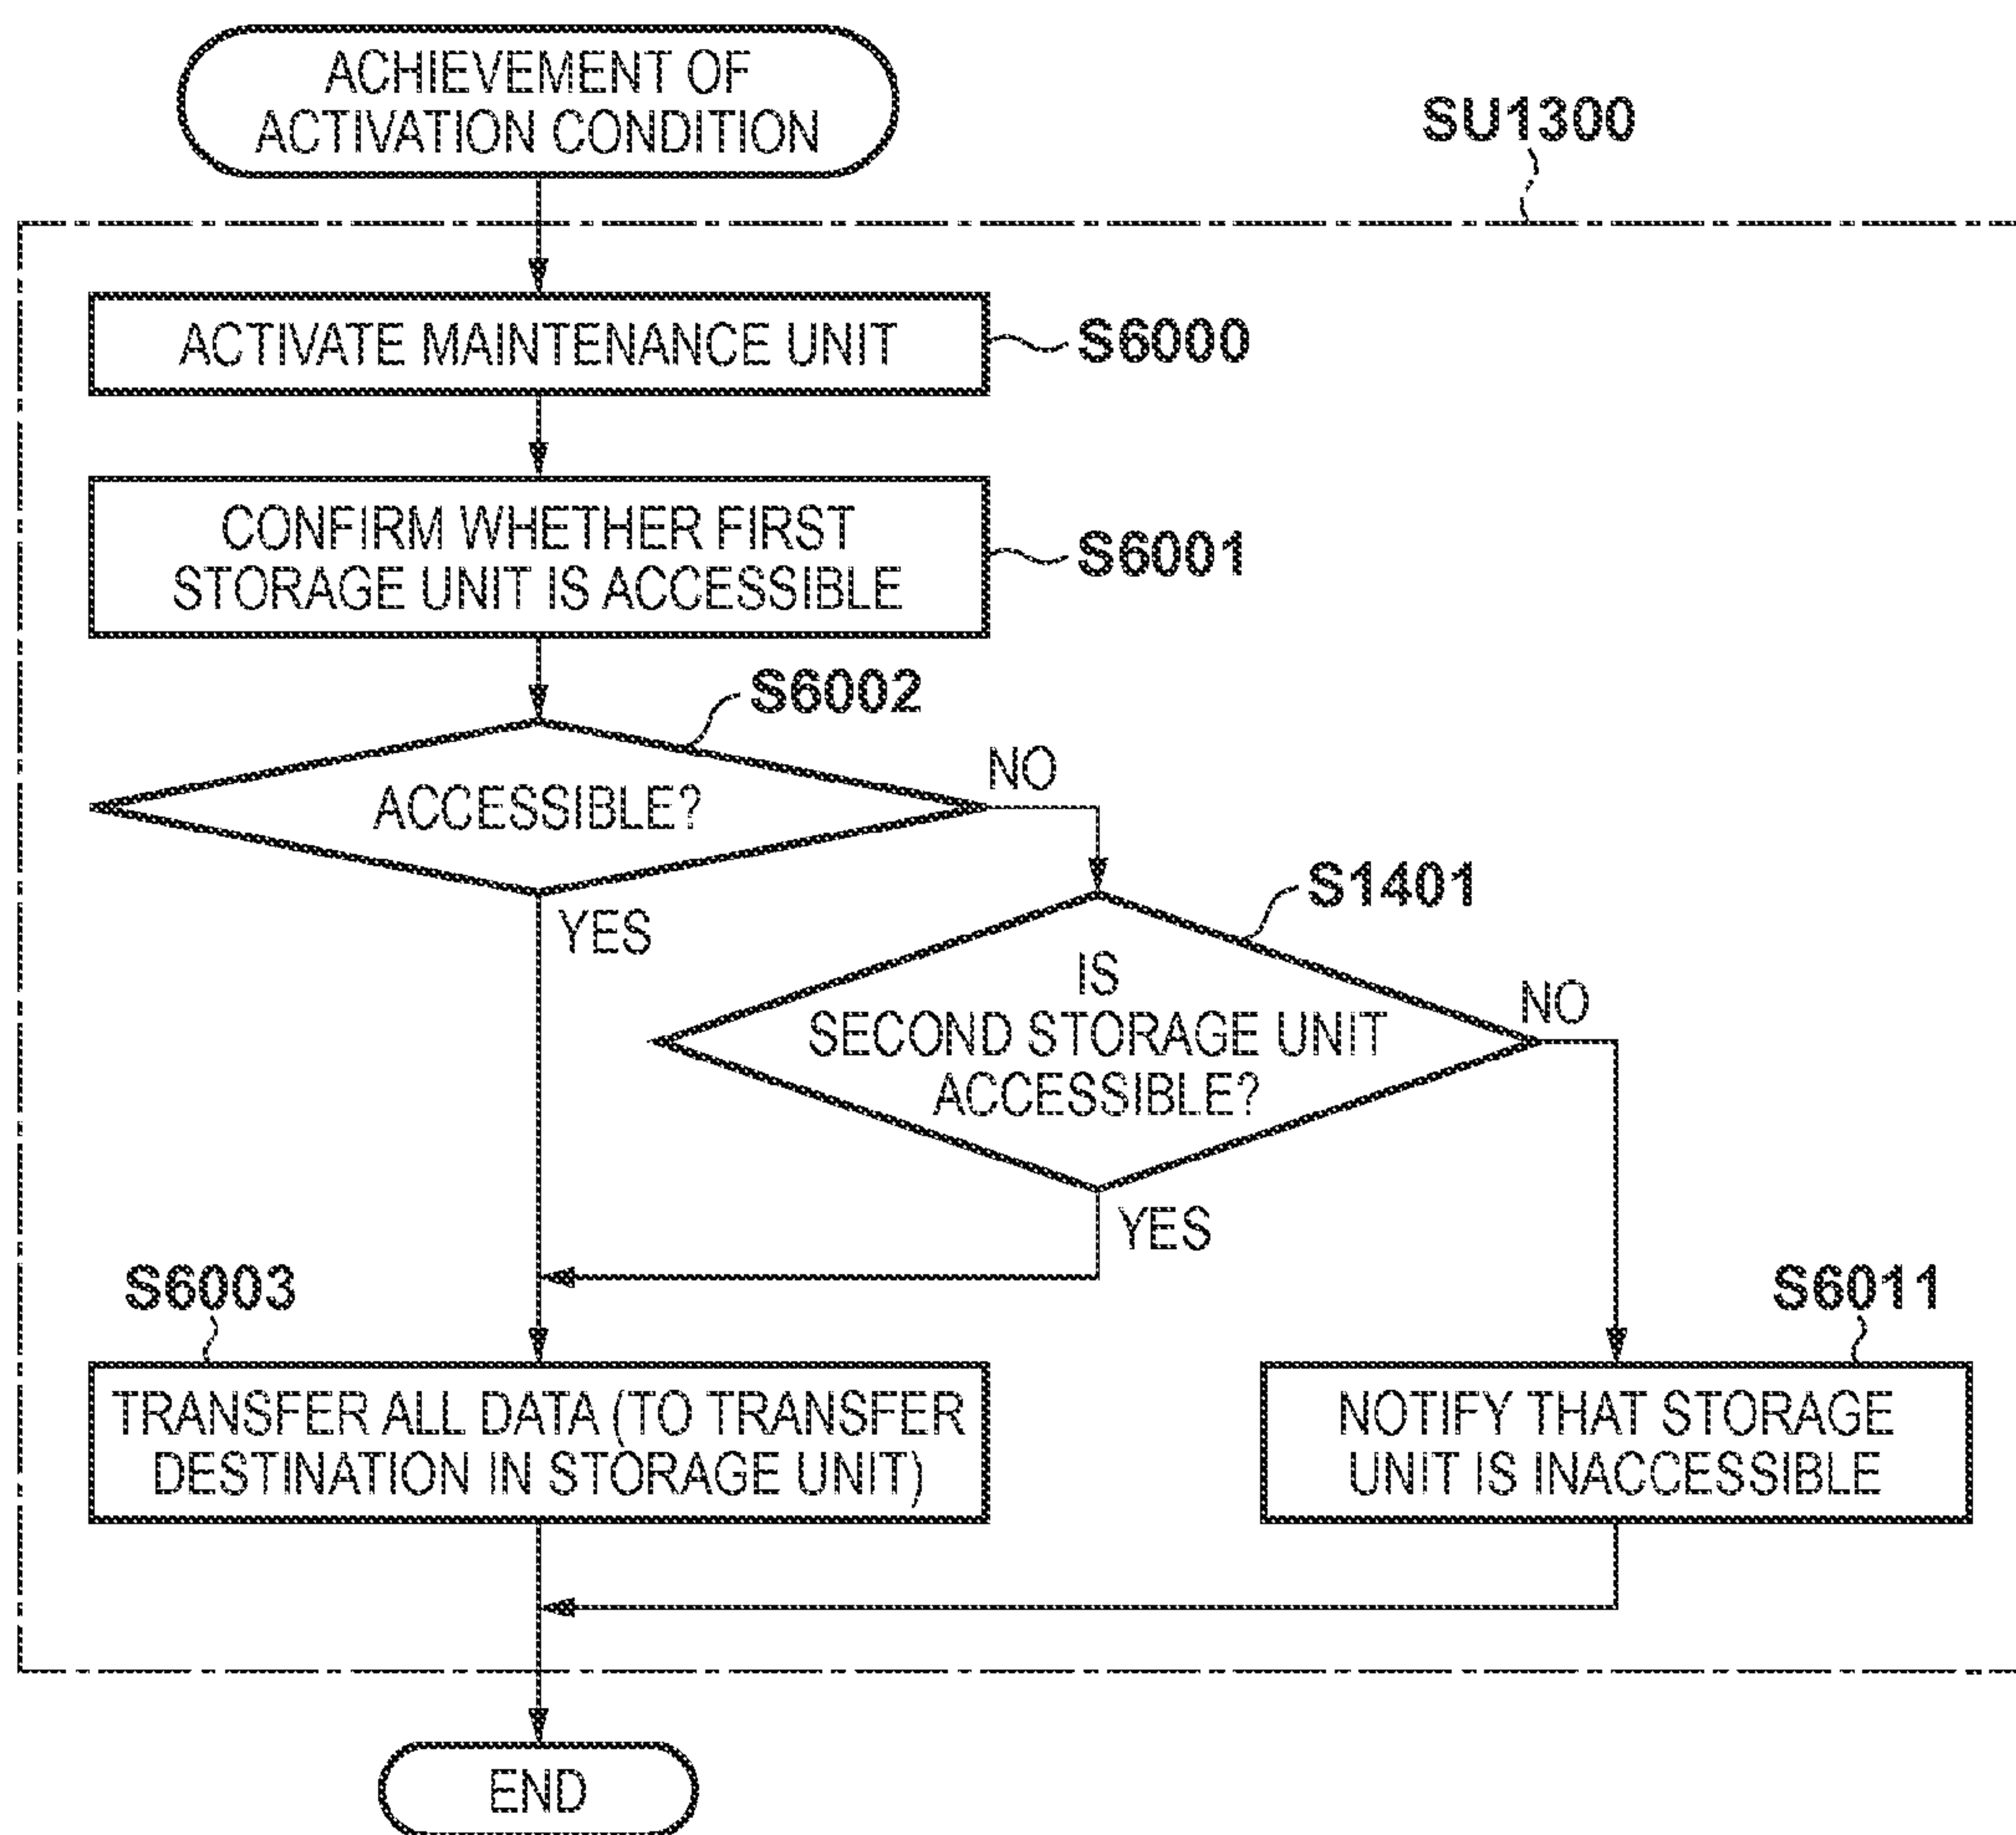 ACHIEVEMENT OF
ACTIVATION CONDITION
SU1300
ACTIVATE MAINTENANCE UNIT
S6000
CONFIRM WHETHER FIRST
STORAGE UNIT IS ACCESSIBLE
S6001
S6002
ACCESSIBLE?
NO
YES
S1401
IS
SECOND STORAGE UNIT
ACCESSIBLE?
NO
YES
S6003
TRANSFER ALL DATA (TO TRANSFER
DESTINATION IN STORAGE UNIT)
S6011
NOTIFY THAT STORAGE
UNIT IS INACCESSIBLE
END